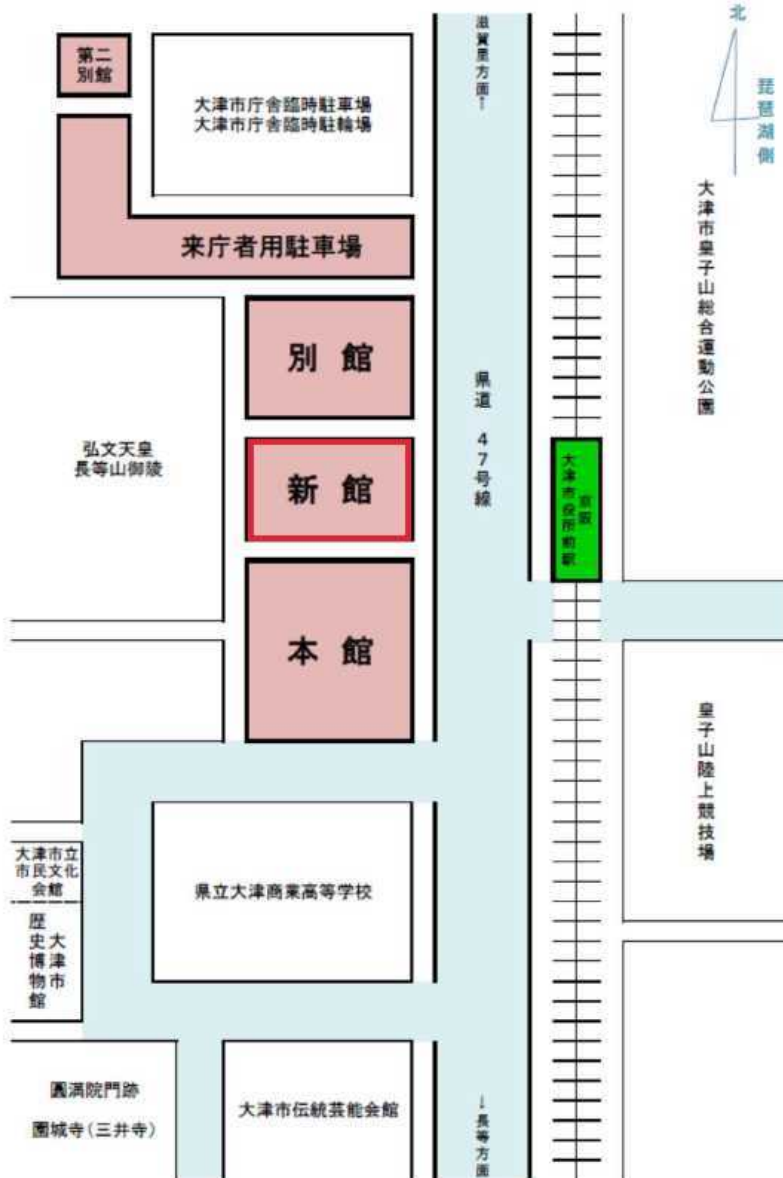 北
琵琶湖側
滋賀里方面↑
第二
別館
大津市庁舎臨時駐車場
大津市庁舎臨時駐輪場
来庁者用駐車場
大津市皇子山総合運動公園
別館
県道 47号線
弘文天皇
長等山御陵
新館
京阪
大津市役所前駅
本館
皇子山陸上競技場
大津市立
市民文化
会館
大津市
歴史博物館
県立大津商業高等学校
圓満院門跡
園城寺(三井寺)
大津市伝統芸能会館
↓長等方面